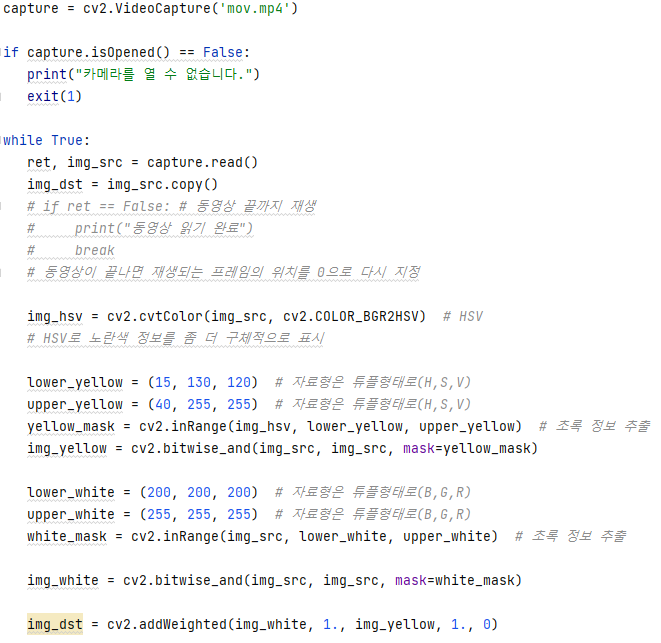 capture = cv2.VideoCapture('mov.mp4')
if capture.isOpened() == False:
    print("카메라를 열 수 없습니다.")
    exit(1)
while True:
    ret, img_src = capture.read()
    img_dst = img_src.copy()
    # if ret == False: # 동영상 끝까지 재생
    #     print("동영상 읽기 완료")
    #     break
    # 동영상이 끝나면 재생되는 프레임의 위치를 0으로 다시 지정
    img_hsv = cv2.cvtColor(img_src, cv2.COLOR_BGR2HSV)  # HSV
    # HSV로 노란색 정보를 좀 더 구체적으로 표시
    lower_yellow = (15, 130, 120)  # 자료형은 튜플형태로(H,S,V)
    upper_yellow = (40, 255, 255)  # 자료형은 튜플형태로(H,S,V)
    yellow_mask = cv2.inRange(img_hsv, lower_yellow, upper_yellow)  # 초록 정보 추출
    img_yellow = cv2.bitwise_and(img_src, img_src, mask=yellow_mask)
    lower_white = (200, 200, 200)  # 자료형은 튜플형태로(B,G,R)
    upper_white = (255, 255, 255)  # 자료형은 튜플형태로(B,G,R)
    white_mask = cv2.inRange(img_src, lower_white, upper_white)  # 초록 정보 추출
    img_white = cv2.bitwise_and(img_src, img_src, mask=white_mask)
    img_dst = cv2.addWeighted(img_white, 1., img_yellow, 1., 0)